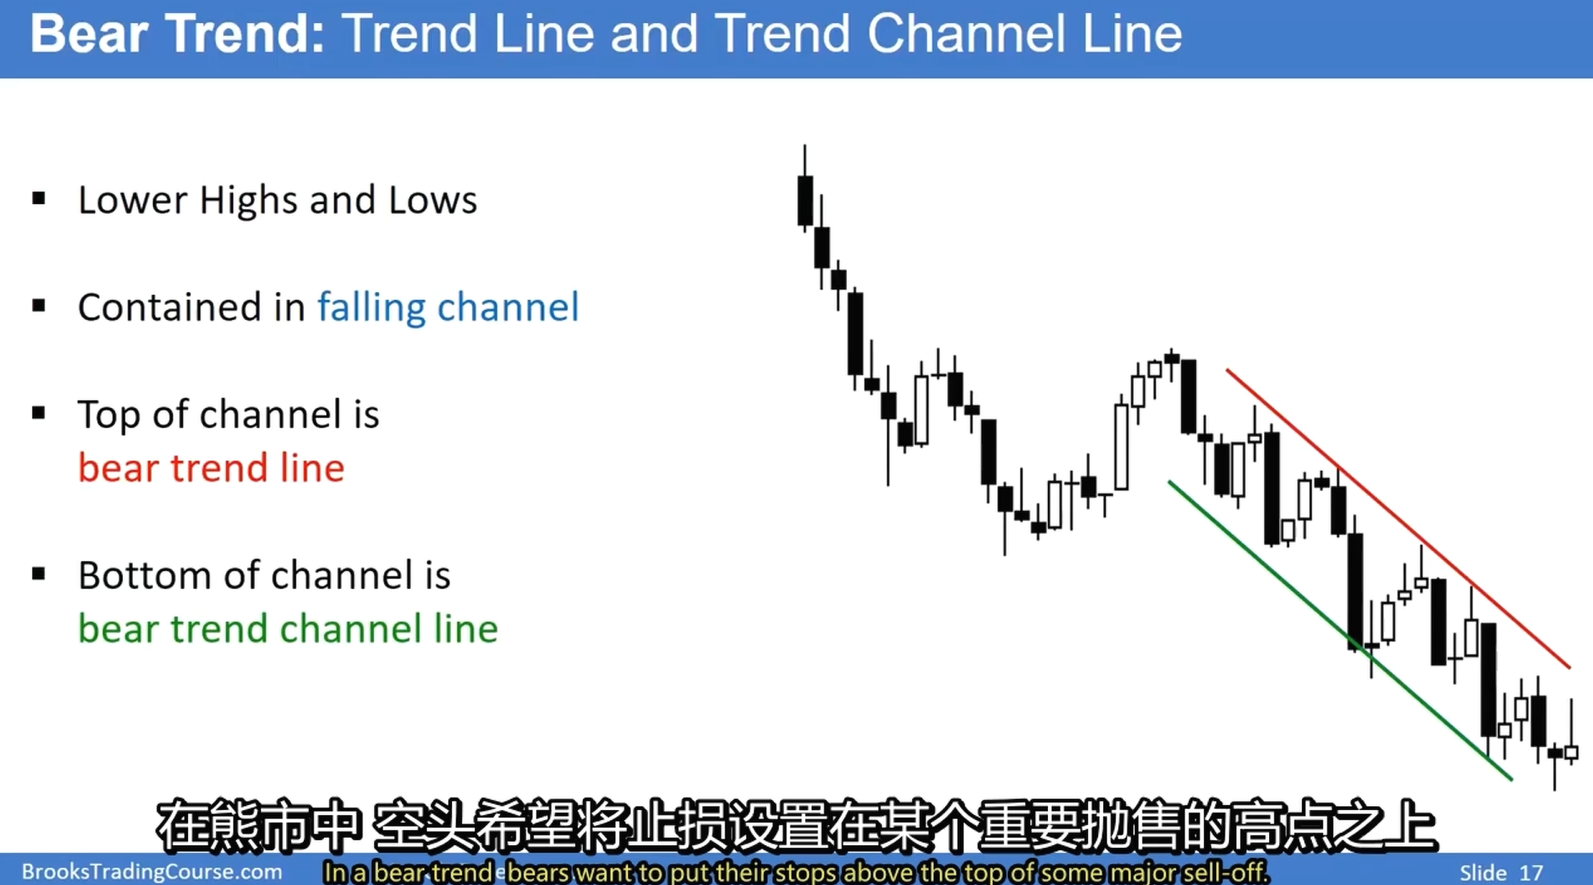 Bear Trend: Trend Line and Trend Channel Line
▪ Lower Highs and Lows
▪ Contained in falling channel
▪ Top of channel is
bear trend line
▪ Bottom of channel is
bear trend channel line
在熊市中 空头希望将止损设置在某个重要抛售的高点之上
BrooksTradingCourse.com
In a bear trend bears want to put their stops above the top of some major sell-off.
Slide 17